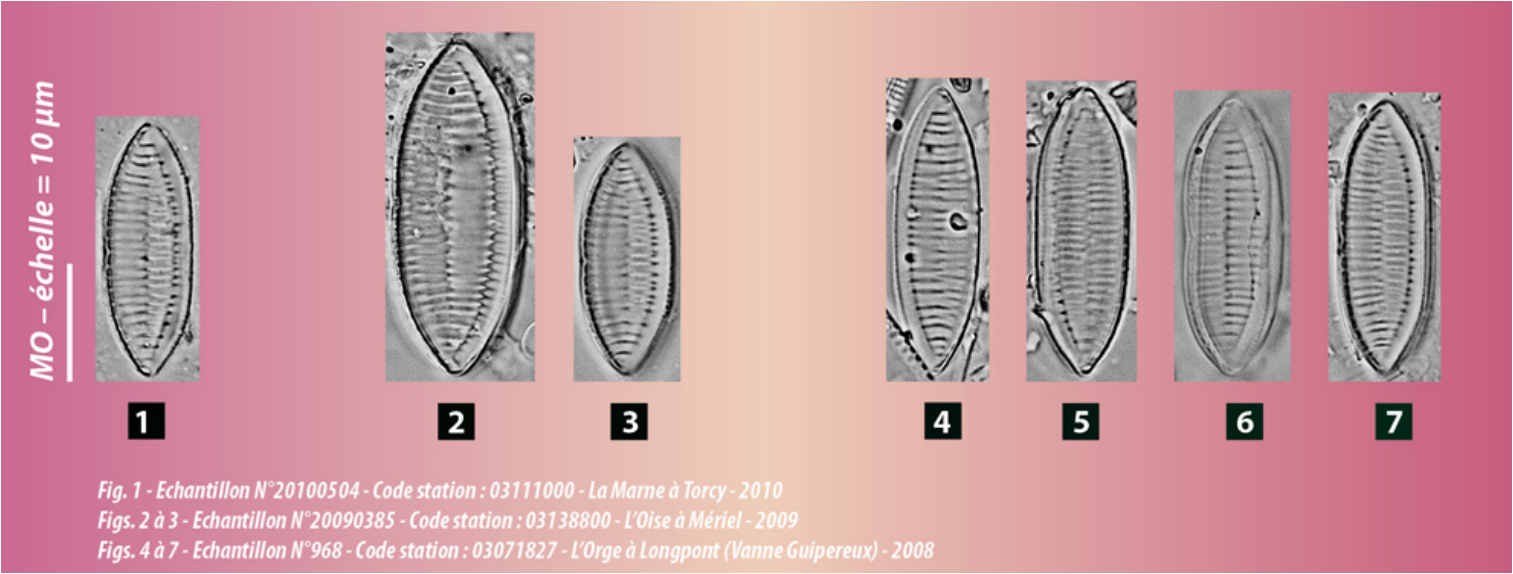 MO – échelle = 10 µm
1 2 3 4 5 6 7
Fig. 1 - Echantillon N°20100504 - Code station : 03111000 - La Marne à Torcy - 2010
Figs. 2 à 3 - Echantillon N°20090385 - Code station : 03138800 - L'Oise à Mériel - 2009
Figs. 4 à 7 - Echantillon N°968 - Code station : 03071827 - L'Orge à Longpont (Vanne Guipereux) - 2008